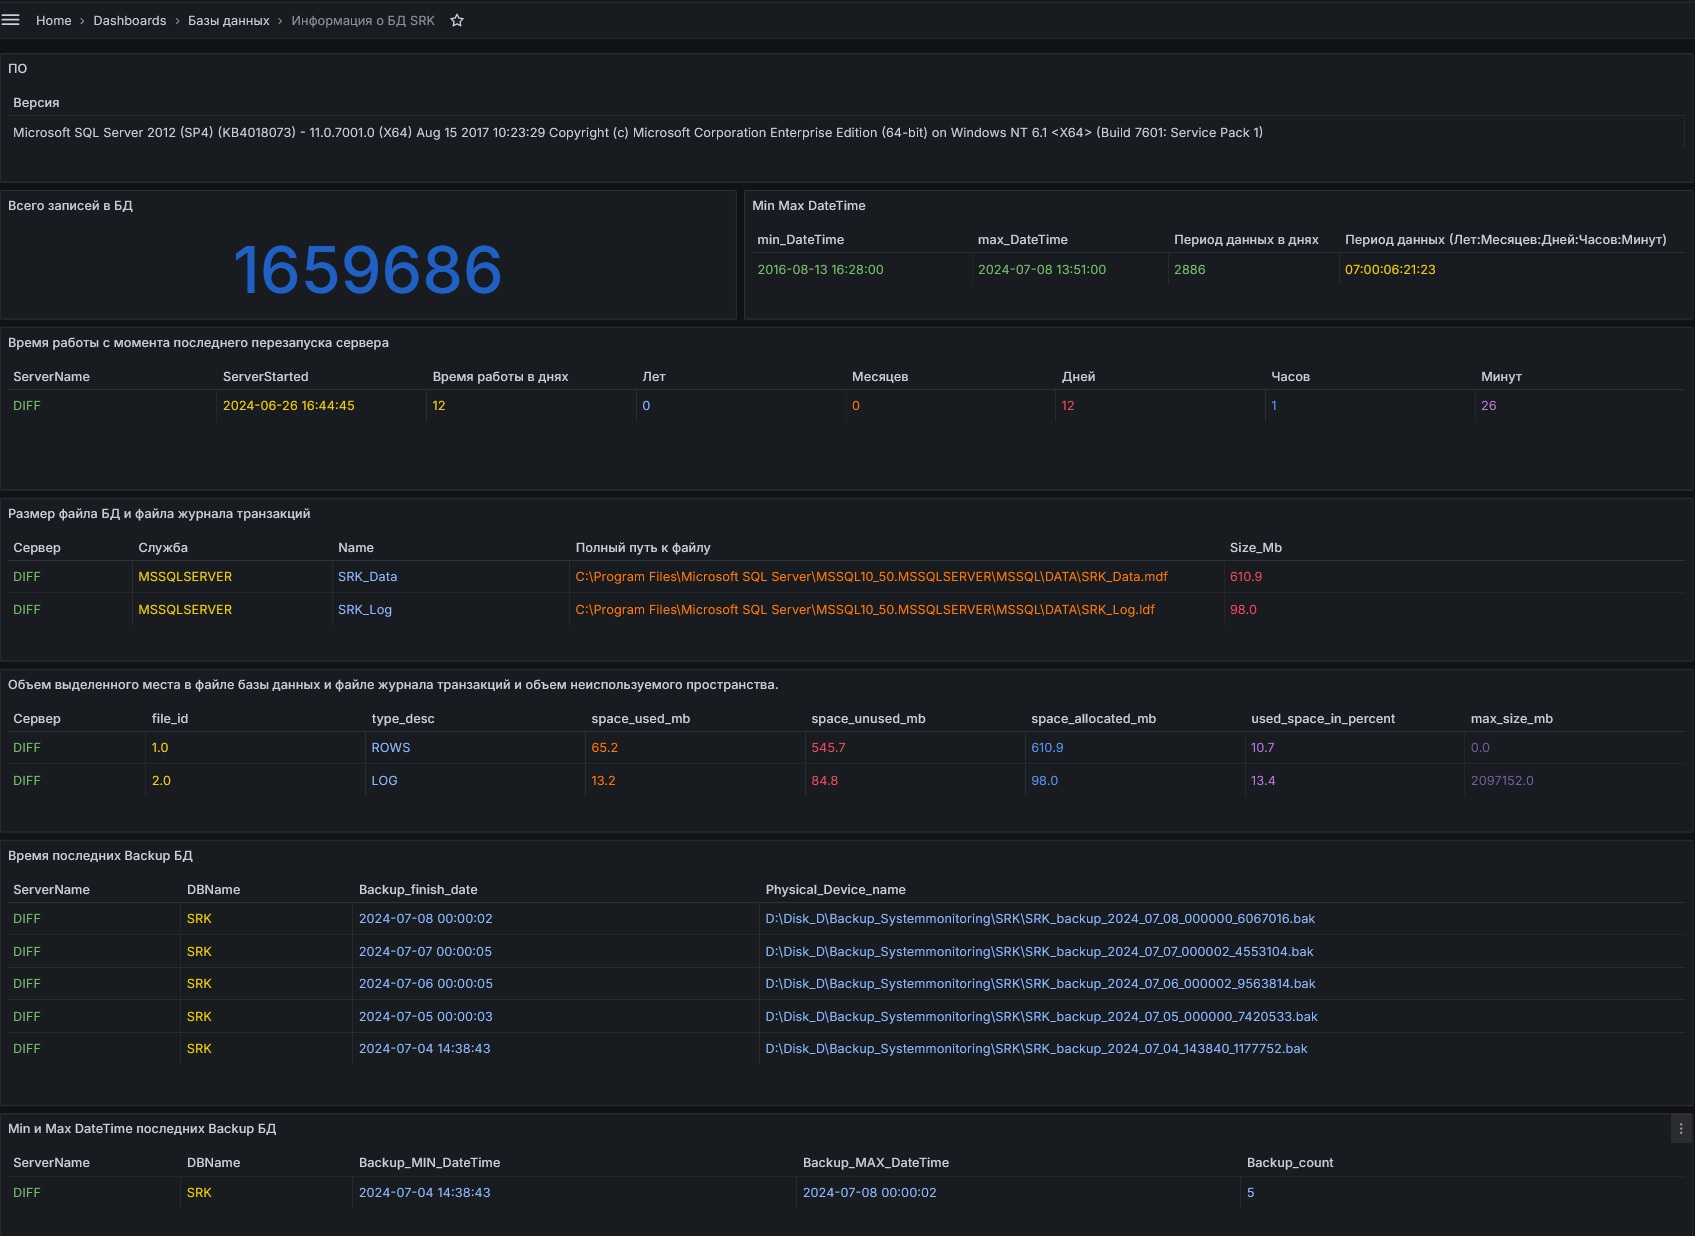 Home › Dashboards › Базы данных › Информация о БД SRK
ПО
Версия
Microsoft SQL Server 2012 (SP4) (KB4018073) - 11.0.7001.0 (X64) Aug 15 2017 10:23:29 Copyright (c) Microsoft Corporation Enterprise Edition (64-bit) on Windows NT 6.1 <X64> (Build 7601: Service Pack 1)
Всего записей в БД
1659686
Min Max DateTime
min_DateTime max_DateTime Период данных в днях Период данных (Лет:Месяцев:Дней:Часов:Минут)
2016-08-13 16:28:00 2024-07-08 13:51:00 2886 07:00:06:21:23
Время работы с момента последнего перезапуска сервера
ServerName ServerStarted Время работы в днях Лет Месяцев Дней Часов Минут
DIFF 2024-06-26 16:44:45 12 0 0 12 1 26
Размер файла БД и файла журнала транзакций
Сервер Служба Name Полный путь к файлу Size_Mb
DIFF MSSQLSERVER SRK_Data C:\Program Files\Microsoft SQL Server\MSSQL10_50.MSSQLSERVER\MSSQL\DATA\SRK_Data.mdf 610.9
DIFF MSSQLSERVER SRK_Log C:\Program Files\Microsoft SQL Server\MSSQL10_50.MSSQLSERVER\MSSQL\DATA\SRK_Log.ldf 98.0
Объем выделенного места в файле базы данных и файле журнала транзакций и объем неиспользуемого пространства.
Сервер file_id type_desc space_used_mb space_unused_mb space_allocated_mb used_space_in_percent max_size_mb
DIFF 1.0 ROWS 65.2 545.7 610.9 10.7 0.0
DIFF 2.0 LOG 13.2 84.8 98.0 13.4 2097152.0
Время последних Backup БД
ServerName DBName Backup_finish_date Physical_Device_name
DIFF SRK 2024-07-08 00:00:02 D:\Disk_D\Backup_Systemmonitoring\SRK\SRK_backup_2024_07_08_000000_6067016.bak
DIFF SRK 2024-07-07 00:00:05 D:\Disk_D\Backup_Systemmonitoring\SRK\SRK_backup_2024_07_07_000002_4553104.bak
DIFF SRK 2024-07-06 00:00:05 D:\Disk_D\Backup_Systemmonitoring\SRK\SRK_backup_2024_07_06_000002_9563814.bak
DIFF SRK 2024-07-05 00:00:03 D:\Disk_D\Backup_Systemmonitoring\SRK\SRK_backup_2024_07_05_000000_7420533.bak
DIFF SRK 2024-07-04 14:38:43 D:\Disk_D\Backup_Systemmonitoring\SRK\SRK_backup_2024_07_04_143840_1177752.bak
Min и Max DateTime последних Backup БД
ServerName DBName Backup_MIN_DateTime Backup_MAX_DateTime Backup_count
DIFF SRK 2024-07-04 14:38:43 2024-07-08 00:00:02 5